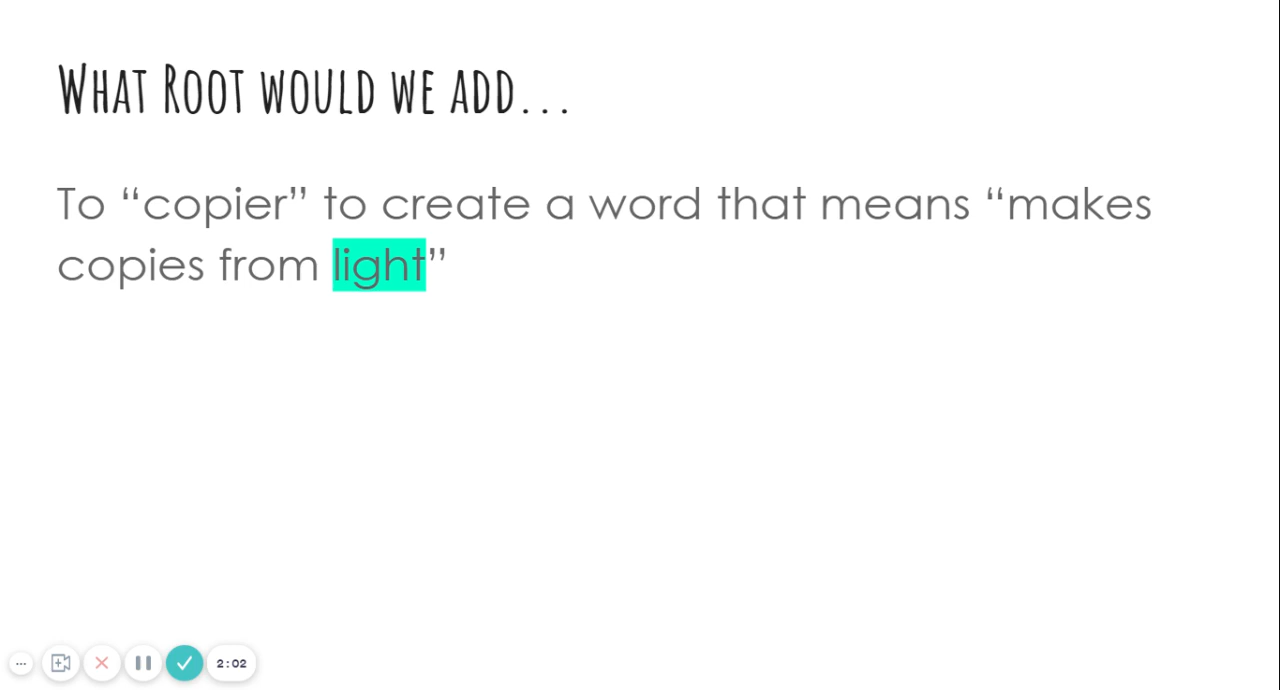 What Root would we add...
To “copier” to create a word that means “makes
copies from light”
2:02